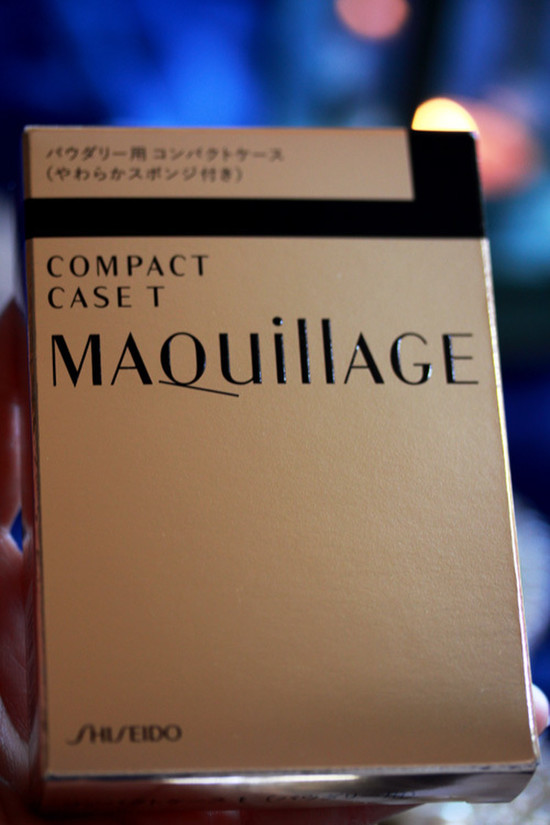 パウダリー用 コンパクトケース
(やわらかスポンジ付き)
COMPACT
CASE T
MAQuillAGE
SHISEIDO